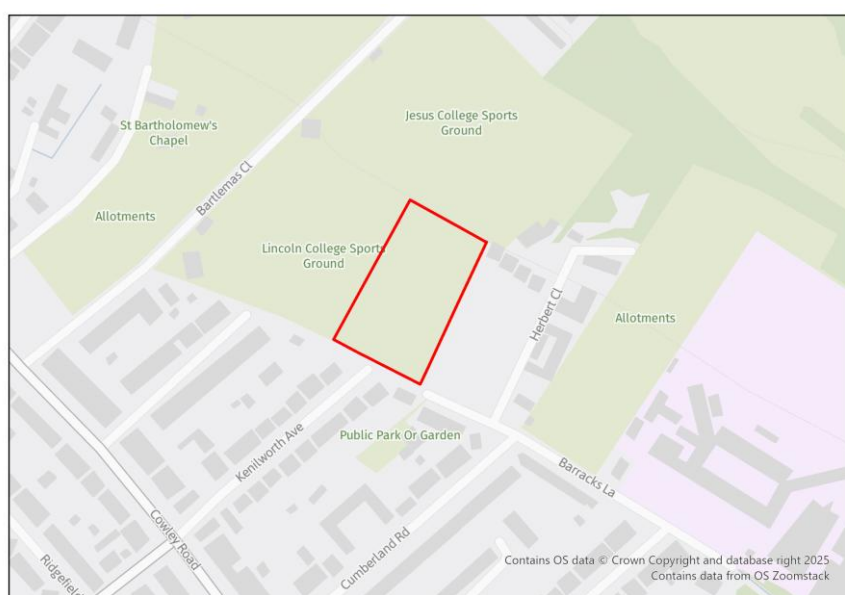 Jesus College Sports
Ground
St Bartholomew's
Chapel
Bartlemas Cl
Allotments
Lincoln College Sports
Ground
Herbert Cl
Allotments
Public Park Or Garden
Kenilworth Ave
Barracks La
Cowley Road
Cumberland Rd
Contains OS data © Crown Copyright and database right 2025
Contains data from OS Zoomstack